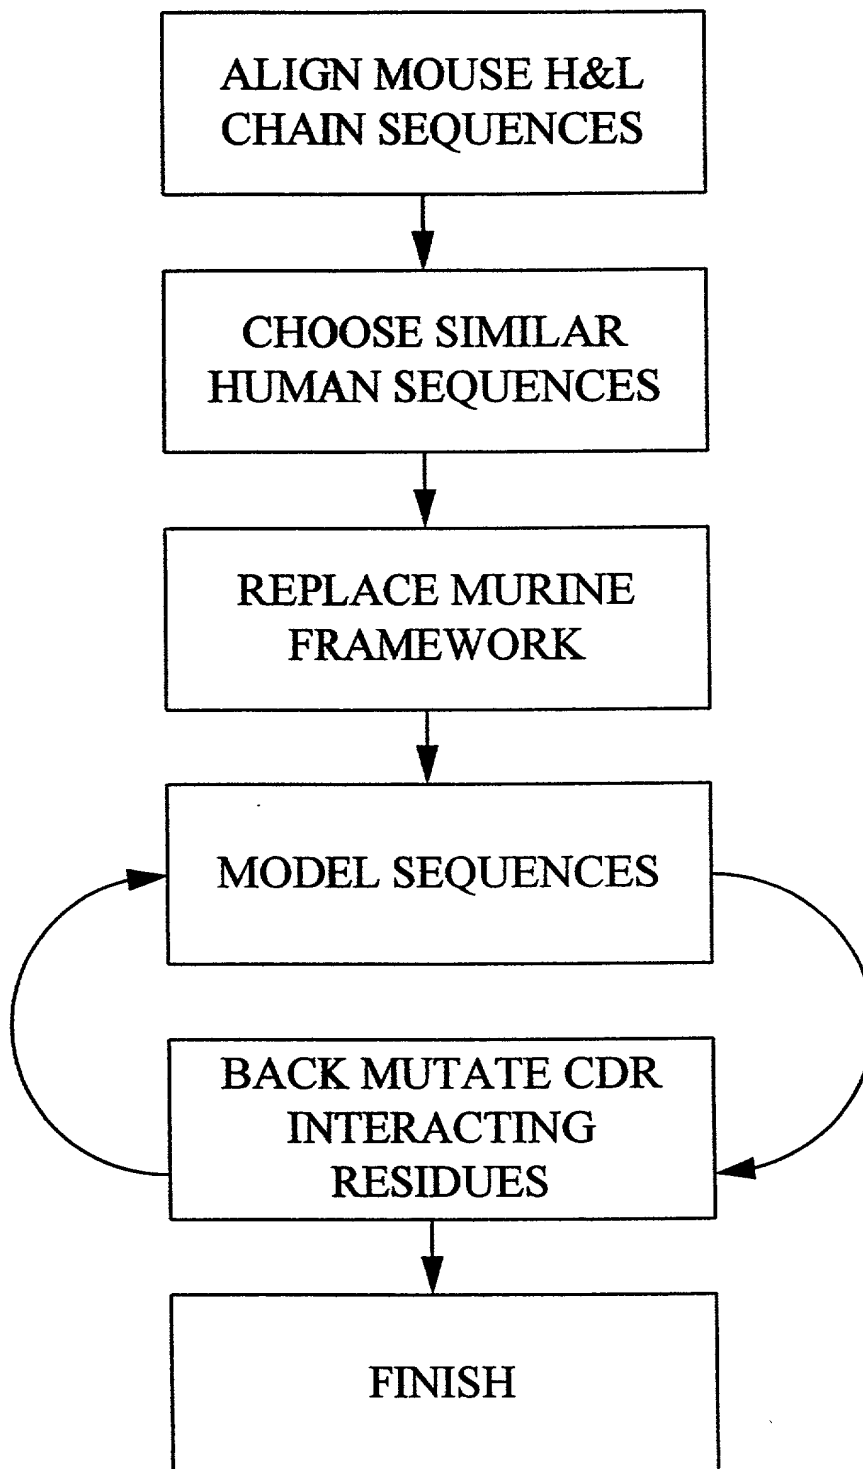 ALIGN MOUSE H&L
CHAIN SEQUENCES
CHOOSE SIMILAR
HUMAN SEQUENCES
REPLACE MURINE
FRAMEWORK
MODEL SEQUENCES
BACK MUTATE CDR
INTERACTING
RESIDUES
FINISH